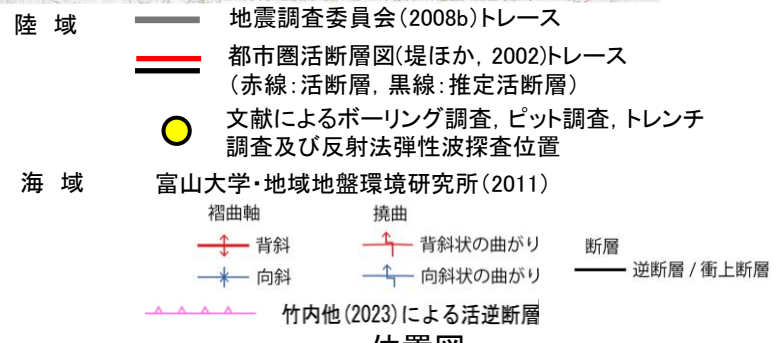 陸 域 地震調査委員会(2008b)トレース
都市圏活断層図(堤ほか, 2002)トレース
(赤線:活断層, 黒線:推定活断層)
文献によるボーリング調査, ピット調査, トレンチ
調査及び反射法弾性波探査位置
海 域 富山大学・地域地盤環境研究所(2011)
褶曲軸 撓曲
背斜 背斜状の曲がり 断層
向斜 向斜状の曲がり 逆断層 / 衝上断層
竹内他(2023)による活逆断層
位置図